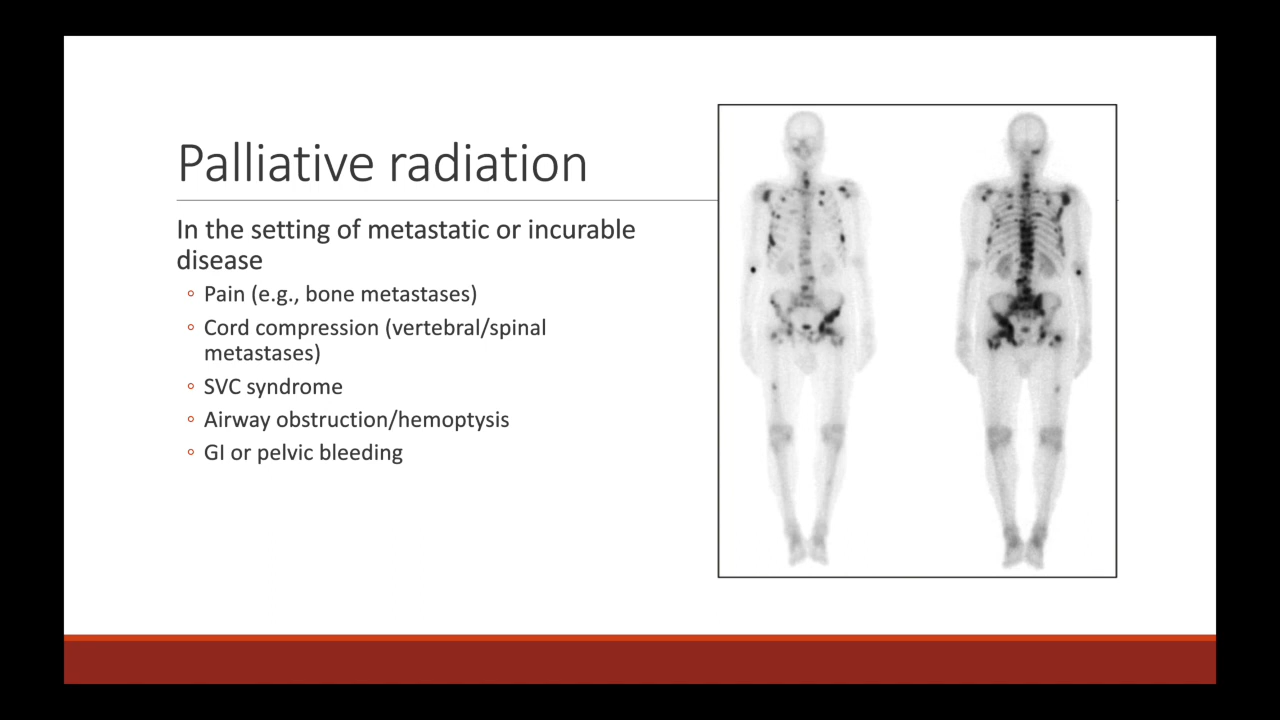 Palliative radiation
In the setting of metastatic or incurable
disease
◦ Pain (e.g., bone metastases)
◦ Cord compression (vertebral/spinal
metastases)
◦ SVC syndrome
◦ Airway obstruction/hemoptysis
◦ GI or pelvic bleeding